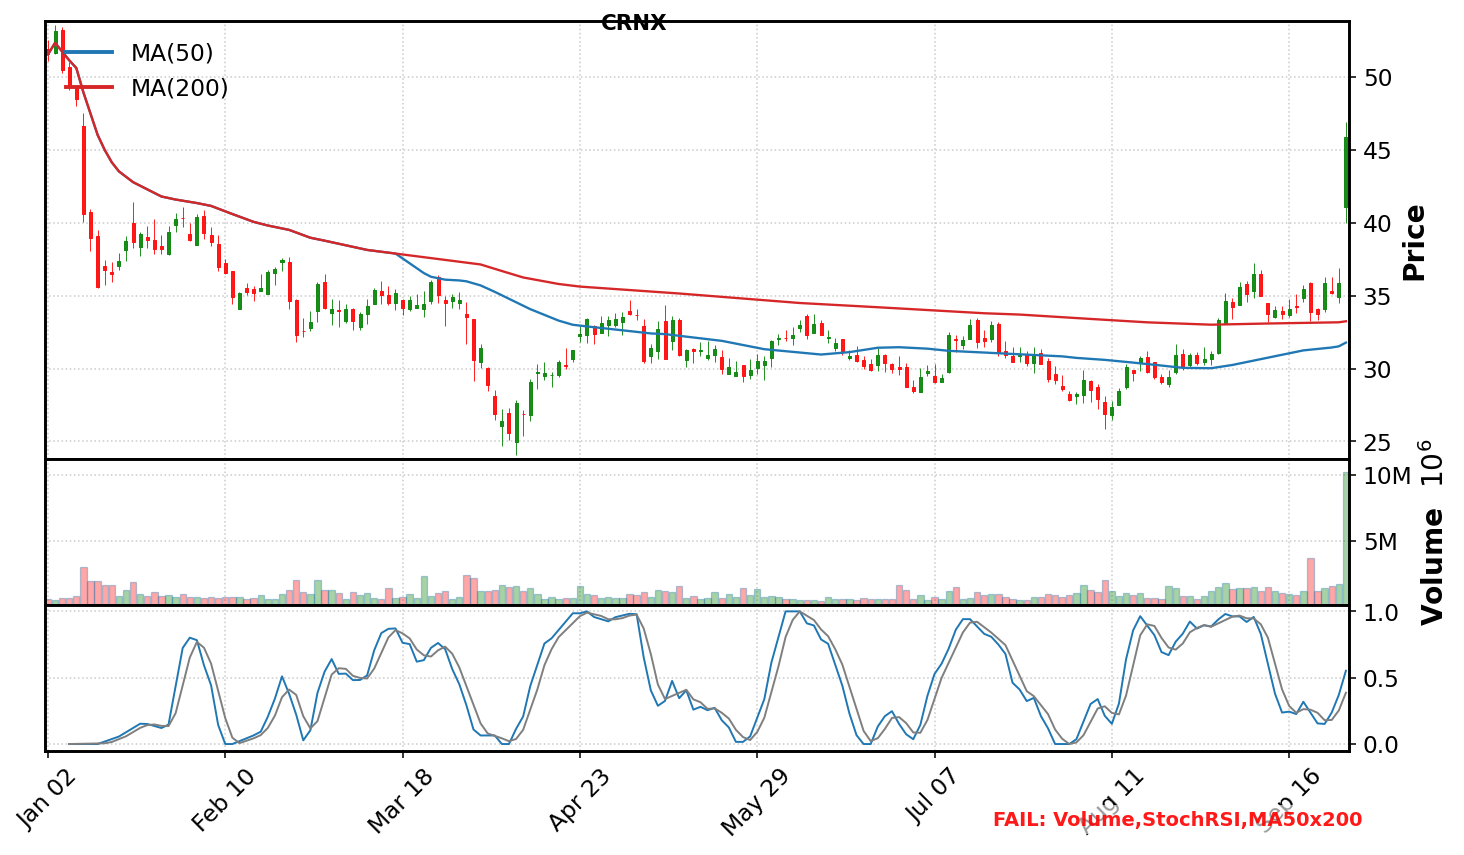 CRNX
MA(50)
MA(200)
50
45
40
35
30
25
Price
10M
5M
Volume 10^6
1.0
0.5
0.0
Jan 02
Feb 10
Mar 18
Apr 23
May 29
Jul 07
Aug 11
Sep 16
FAIL: Volume,StochRSI,MA50x200